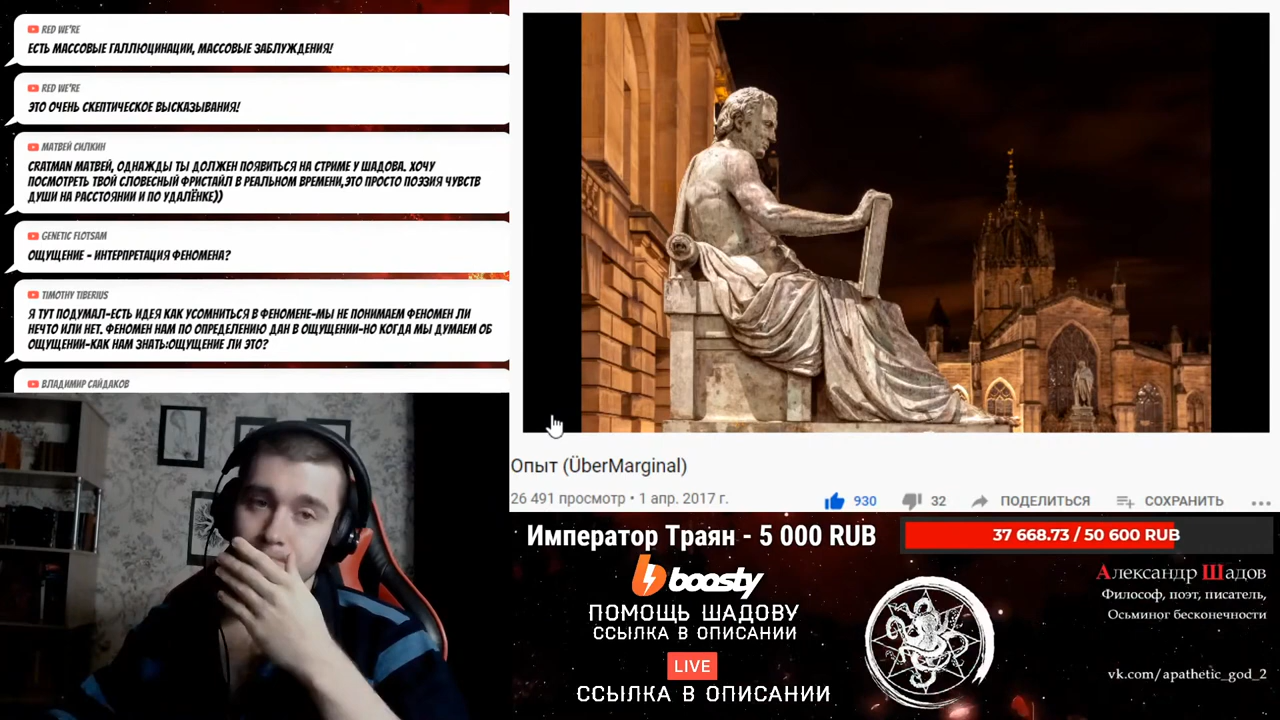 RED WE'RE
ЕСТЬ МАССОВЫЕ ГАЛЛЮЦИНАЦИИ, МАССОВЫЕ ЗАБЛУЖДЕНИЯ!
RED WE'RE
ЭТО ОЧЕНЬ СКЕПТИЧЕСКОЕ ВЫСКАЗЫВАНИЯ!
МАТВЕЙ СИЛКИН
CRATMAN МАТВЕЙ, ОДНАЖДЫ ТЫ ДОЛЖЕН ПОЯВИТЬСЯ НА СТРИМЕ У ШАДОВА. ХОЧУ
ПОСМОТРЕТЬ ТВОЙ СЛОВЕСНЫЙ ФРИСТАЙЛ В РЕАЛЬНОМ ВРЕМЕНИ,ЭТО ПРОСТО ПОЭЗИЯ ЧУВСТВ
ДУШИ НА РАССТОЯНИИ И ПО УДАЛЁНКЕ))
GENETIC FLOTSAM
ОЩУЩЕНИЕ - ИНТЕРПРЕТАЦИЯ ФЕНОМЕНА?
TIMOTHY TIBERIUS
Я ТУТ ПОДУМАЛ-ЕСТЬ ИДЕЯ КАК УСОМНИТЬСЯ В ФЕНОМЕНЕ-МЫ НЕ ПОНИМАЕМ ФЕНОМЕН ЛИ
НЕЧТО ИЛИ НЕТ. ФЕНОМЕН НАМ ПО ОПРЕДЕЛЕНИЮ ДАН В ОЩУЩЕНИИ-НО КОГДА МЫ ДУМАЕМ ОБ
ОЩУЩЕНИИ-КАК НАМ ЗНАТЬ:ОЩУЩЕНИЕ ЛИ ЭТО?
ВЛАДИМИР САЙДАКОВ
Опыт (ÜberMarginal)
26 491 просмотр • 1 апр. 2017 г.
930
32
ПОДЕЛИТЬСЯ
СОХРАНИТЬ
Император Траян - 5 000 RUB
37 668.73 / 50 600 RUB
boosty
ПОМОЩЬ ШАДОВУ
ССЫЛКА В ОПИСАНИИ
LIVE
ССЫЛКА В ОПИСАНИИ
Александр Шадов
Философ, поэт, писатель,
Осьминог бесконечности
vk.com/apathetic_god_2